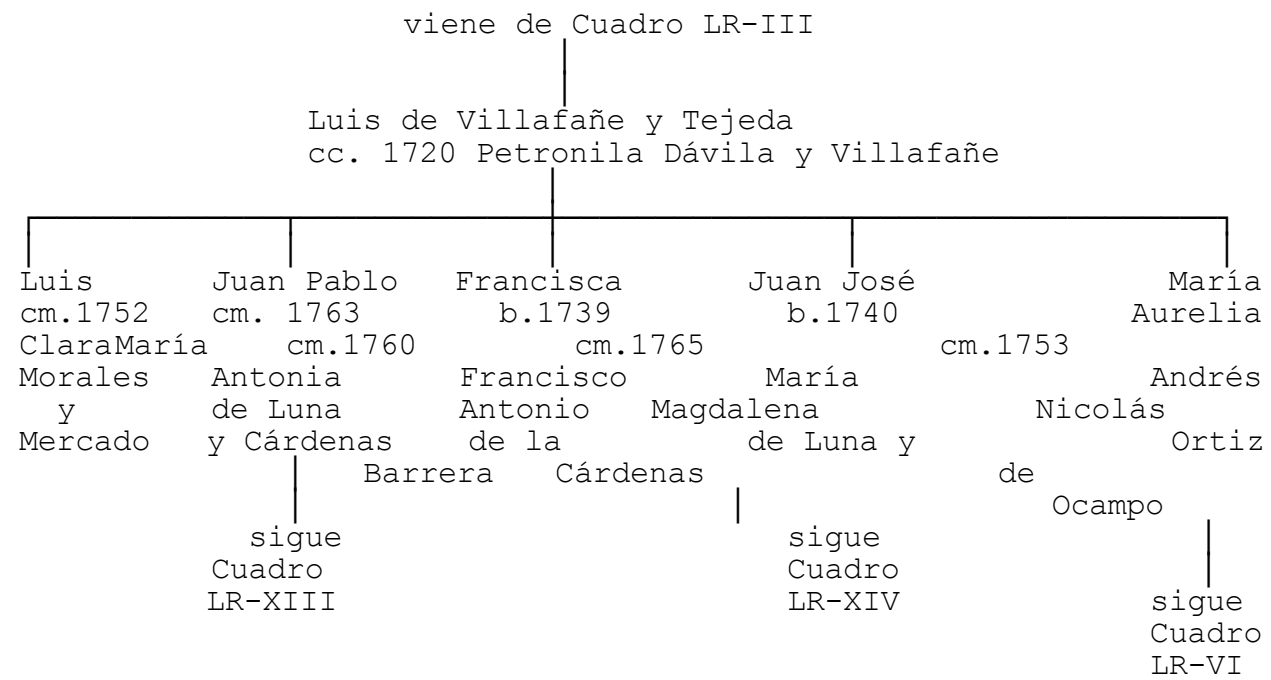 viene de Cuadro LR-III
Luis de Villafañe y Tejeda
cc. 1720 Petronila Dávila y Villafañe
Luis Juan Pablo Francisca Juan José María
cm.1752 cm. 1763 b.1739 b.1740 Aurelia
ClaraMaría cm.1760 cm.1765 cm.1753
Morales Antonia Francisco María Andrés
y de Luna Antonio Magdalena Nicolás
Mercado y Cárdenas de la de Luna y Ortiz
Barrera Cárdenas de
Ocampo
sigue sigue
Cuadro Cuadro
LR-XIII LR-XIV sigue
Cuadro
LR-VI